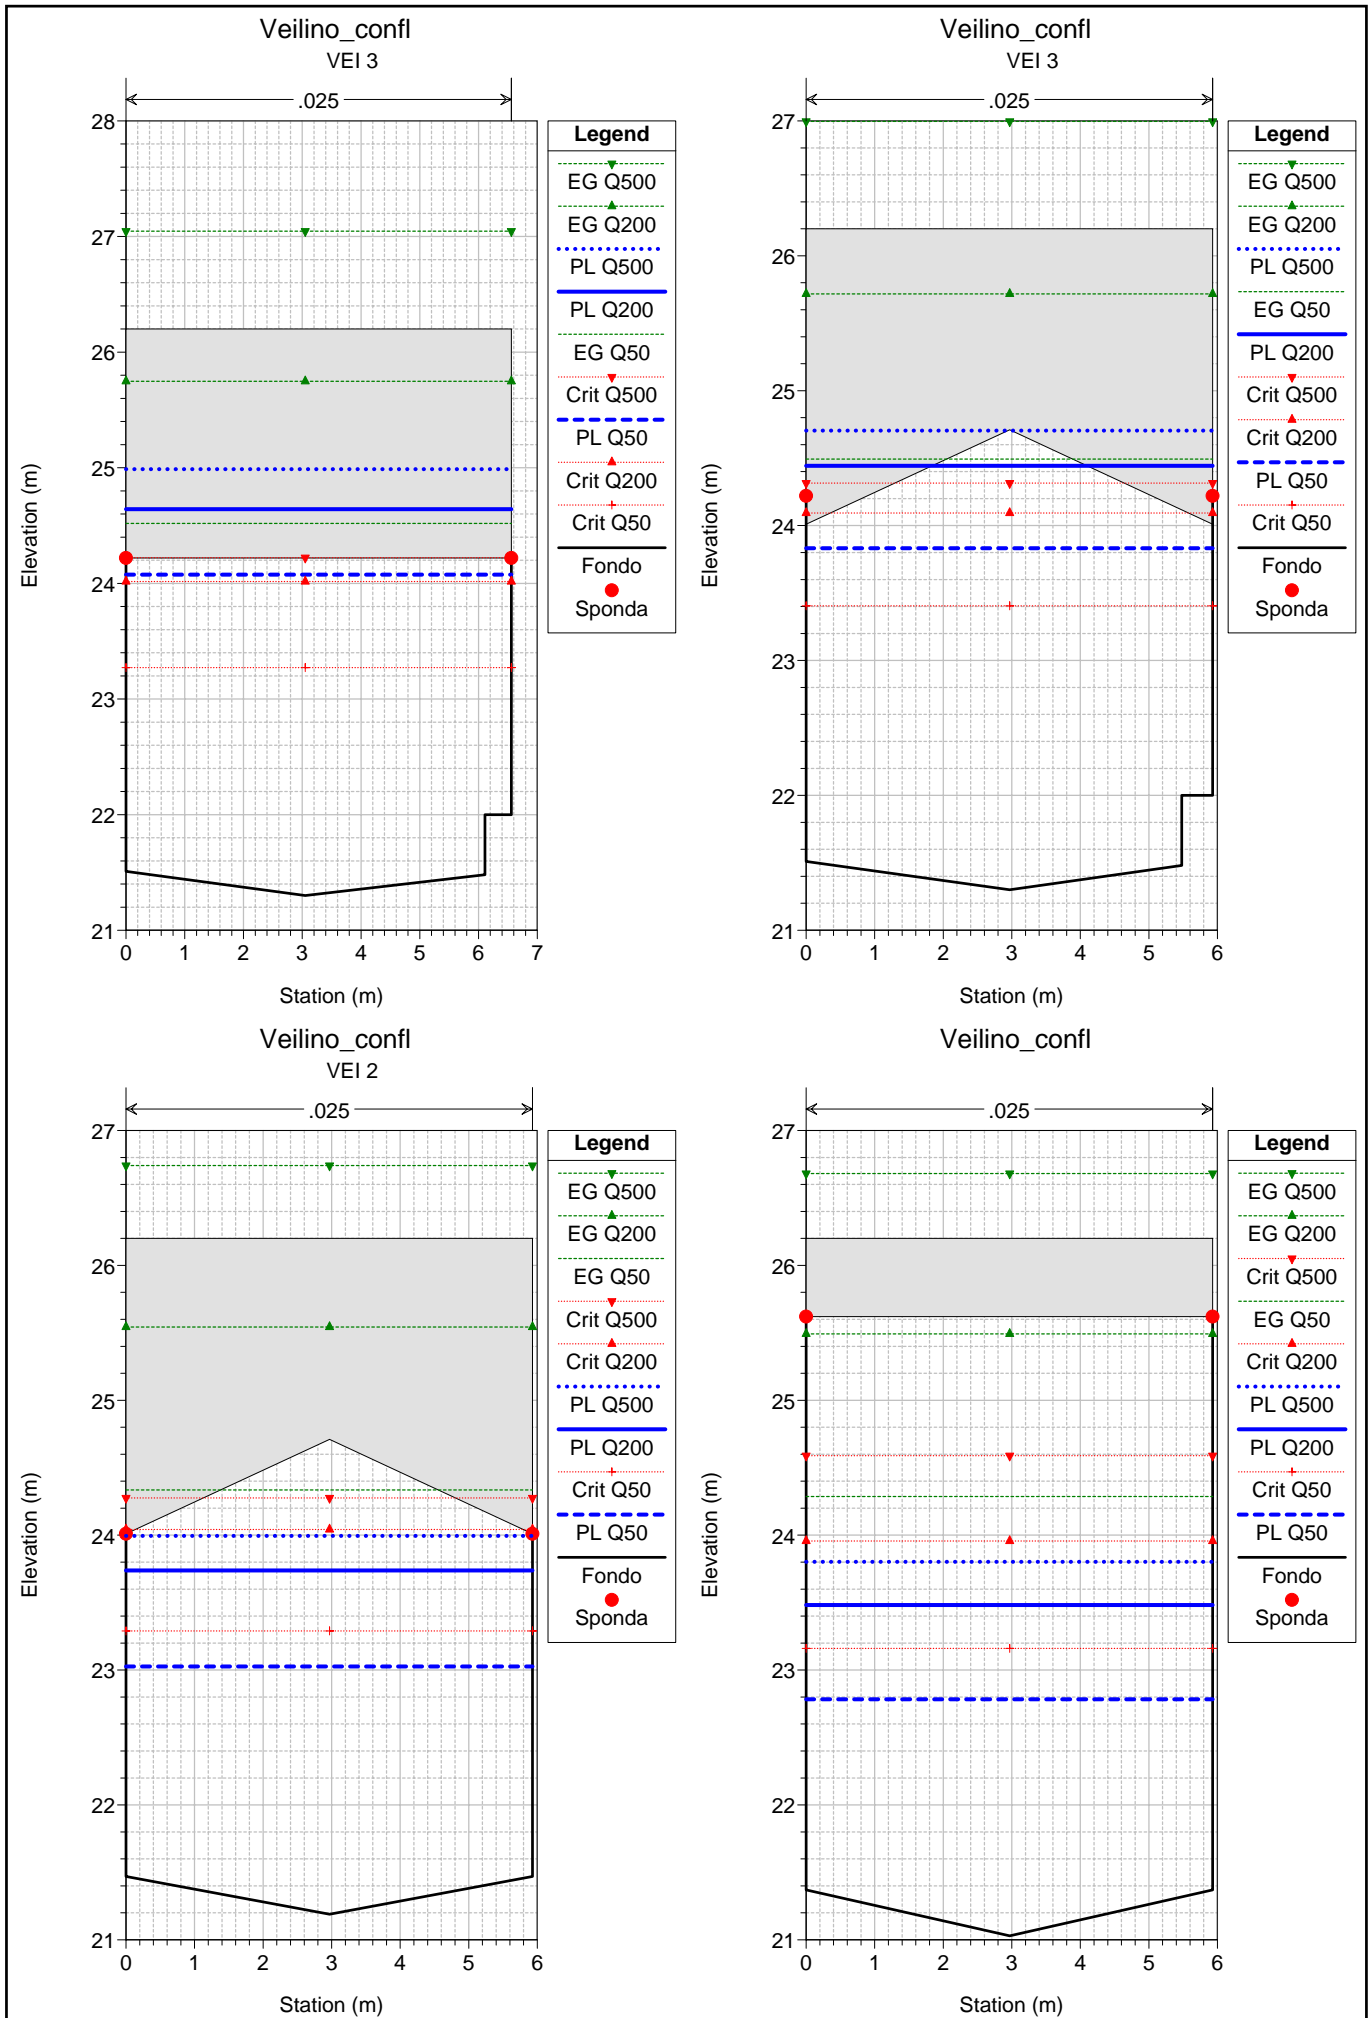 Veilino_confl
VEI 3
.025
28
27
26
25
24
23
22
21
0 1 2 3 4 5 6 7
Elevation (m)
Station (m)
Legend
EG Q500
EG Q200
PL Q500
PL Q200
EG Q50
Crit Q500
PL Q50
Crit Q200
Crit Q50
Fondo
Sponda
Veilino_confl
VEI 3
.025
27
26
25
24
23
22
21
0 1 2 3 4 5 6
Elevation (m)
Station (m)
Legend
EG Q500
EG Q200
PL Q500
EG Q50
PL Q200
Crit Q500
Crit Q200
PL Q50
Crit Q50
Fondo
Sponda
Veilino_confl
VEI 2
.025
27
26
25
24
23
22
21
0 1 2 3 4 5 6
Elevation (m)
Station (m)
Legend
EG Q500
EG Q200
EG Q50
Crit Q500
Crit Q200
PL Q500
PL Q200
Crit Q50
PL Q50
Fondo
Sponda
Veilino_confl
.025
27
26
25
24
23
22
21
0 1 2 3 4 5 6
Elevation (m)
Station (m)
Legend
EG Q500
EG Q200
Crit Q500
EG Q50
Crit Q200
PL Q500
PL Q200
Crit Q50
PL Q50
Fondo
Sponda